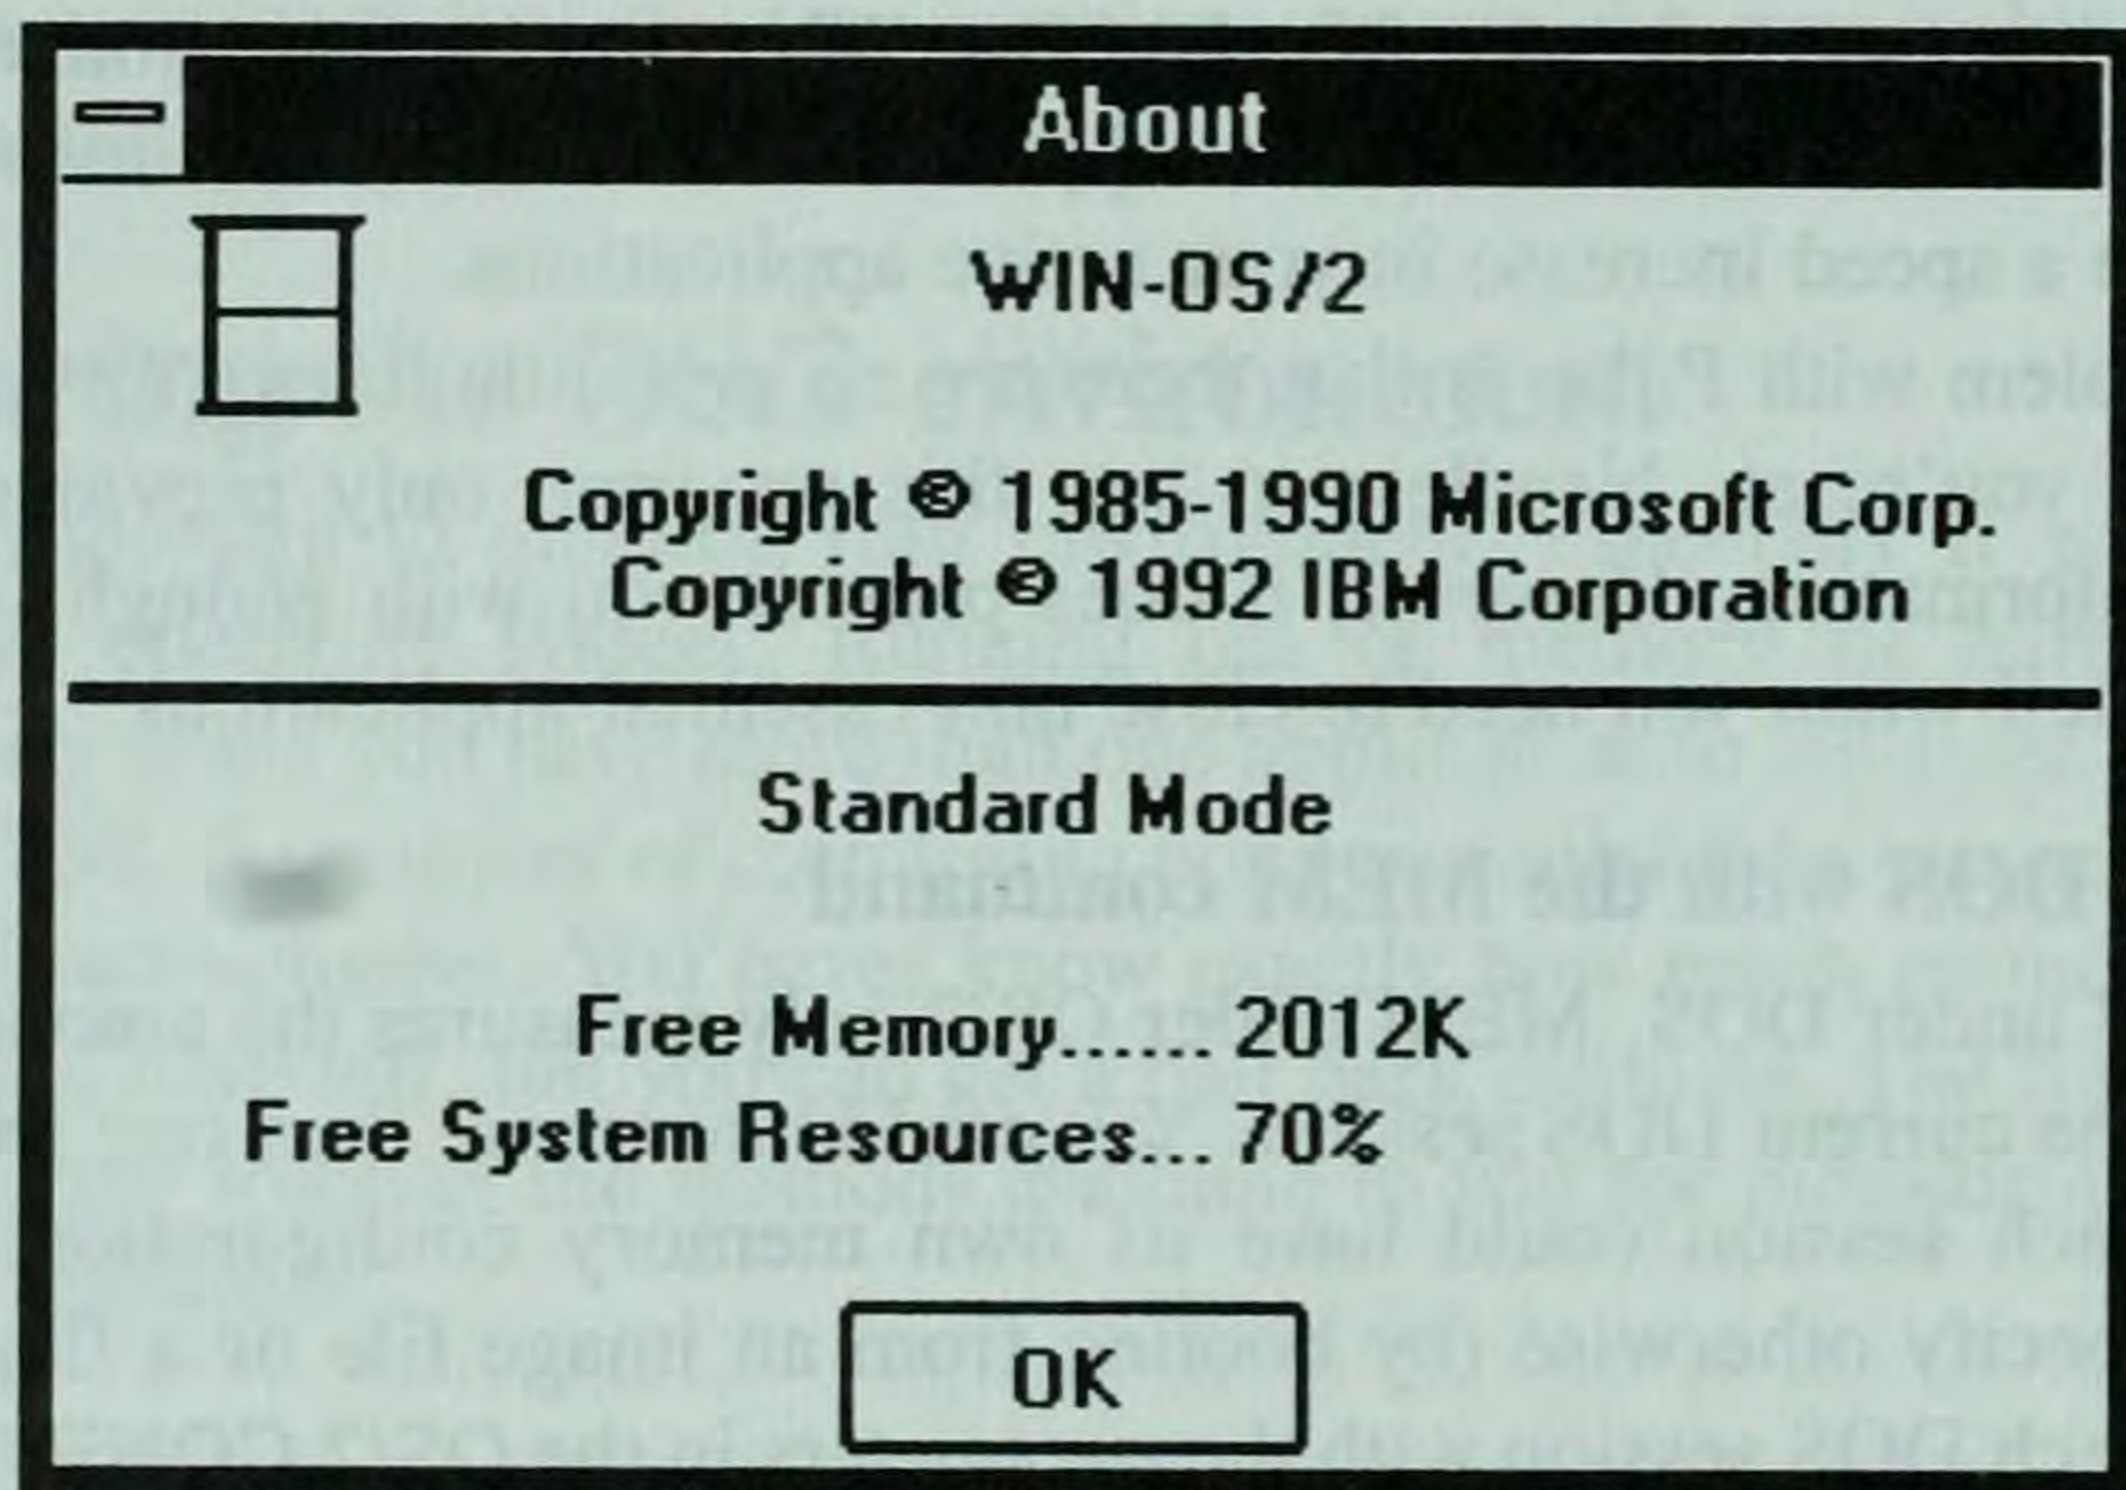 About
WIN-OS/2
Copyright © 1985-1990 Microsoft Corp.
Copyright © 1992 IBM Corporation
Standard Mode
Free Memory...... 2012K
Free System Resources... 70%
OK